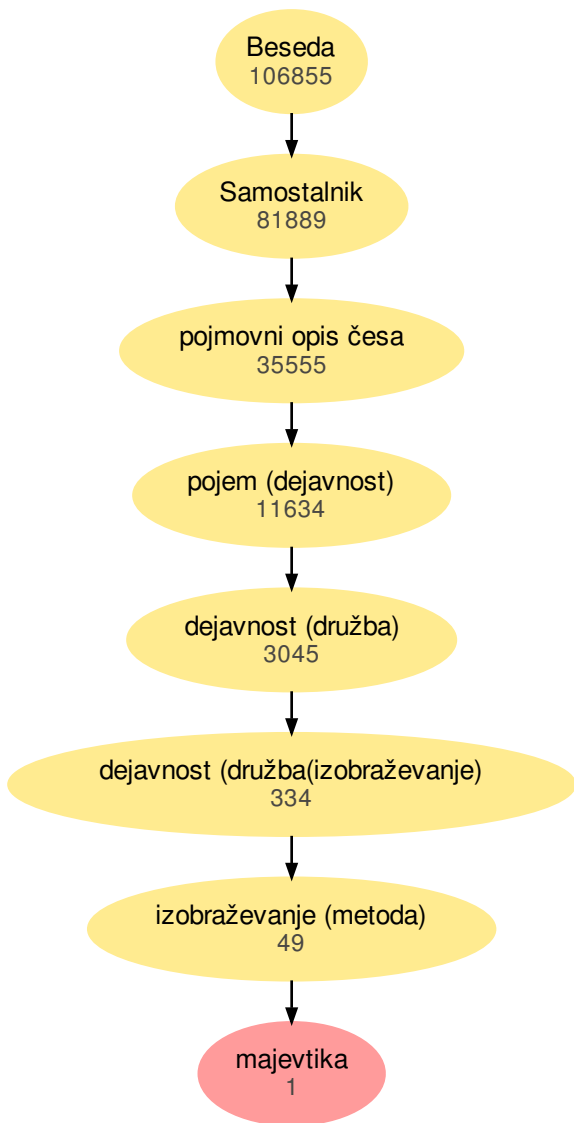 Beseda
106855
Samostalnik
81889
pojmovni opis česa
35555
pojem (dejavnost)
11634
dejavnost (družba)
3045
dejavnost (družba(izobraževanje)
334
izobraževanje (metoda)
49
majevtika
1